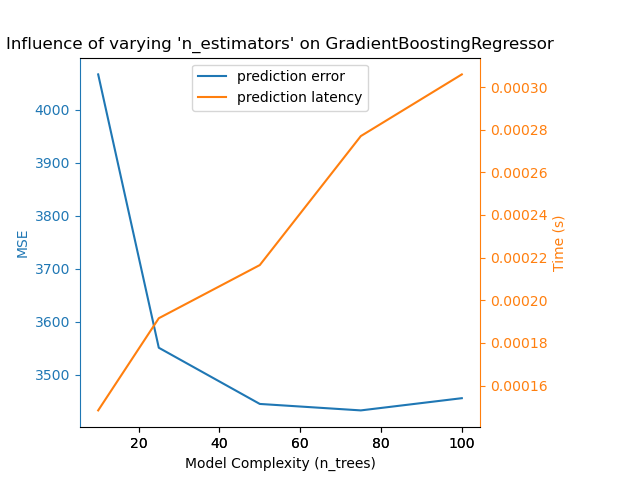 Influence of varying 'n_estimators' on GradientBoostingRegressor
prediction error
prediction latency
MSE
4000
3900
3800
3700
3600
3500
0.00030
0.00028
0.00026
0.00024
0.00022
0.00020
0.00018
0.00016
Time (s)
20 40 60 80 100
Model Complexity (n_trees)